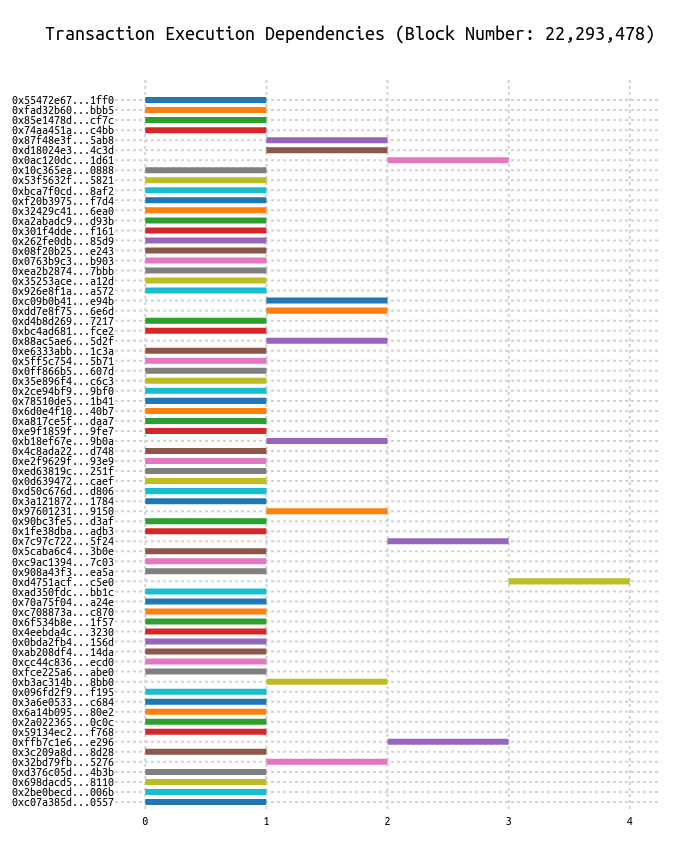 Transaction Execution Dependencies (Block Number: 22,293,478)
0x55472e67...1ff0
0xfad32b60...bbb5
0x85e1478d...cf7c
0x74aa451a...c4bb
0x87f48e3f...5ab8
0xd18024e3...4c3d
0x0ac120dc...1d61
0x10c365ea...0888
0x53f5632f...5821
0xbca7f0cd...8af2
0xf20b3975...f7d4
0x32429c41...6ea0
0xa2abadc9...d93b
0x301f4dde...f161
0x262fe0db...85d9
0x08f20b25...e243
0x0763b9c3...b903
0xea2b2874...7bbb
0x35253ace...a12d
0x926e8f1a...a572
0xc09b0b41...e94b
0xdd7e8f75...6e6d
0xd4b8d269...7217
0xbc4ad681...fce2
0x88ac5ae6...5d2f
0xe6333abb...1c3a
0x5ff5c754...5b71
0x0ff866b5...607d
0x35e896f4...c6c3
0x2ce94bf9...9bf0
0x78510de5...1b41
0x6d0e4f10...40b7
0xa817ce5f...daa7
0xe9f1859f...9fe7
0xb18ef67e...9b0a
0x4c8ada22...d748
0xe2f9629f...93e9
0xed63819c...251f
0x0d639472...caef
0xd50c676d...d806
0x3a121872...1784
0x97601231...9150
0x90bc3fe5...d3af
0x1fe38dba...adb3
0x7c97c722...5f24
0x5caba6c4...3b0e
0xc9ac1394...7c03
0x908a43f3...ea5a
0xd4751acf...c5e0
0xad350fdc...bb1c
0x70a75f04...a24e
0xc708873a...c870
0x6f534b8e...1f57
0x4eebda4c...3230
0x0bda2fb4...156d
0xab208df4...14da
0xcc44c836...ecd0
0xfce225a6...abe0
0xb3ac314b...8bb0
0x096fd2f9...f195
0x3a6e0533...c684
0x6a14b095...80e2
0x2a022365...0c0c
0x59134ec2...f768
0xffb7c1e6...e296
0x3c209a8d...8d28
0x32bd79fb...5276
0xd376c05d...4b3b
0x698dacd5...8110
0x2be0becd...006b
0xc07a385d...0557
0 1 2 3 4